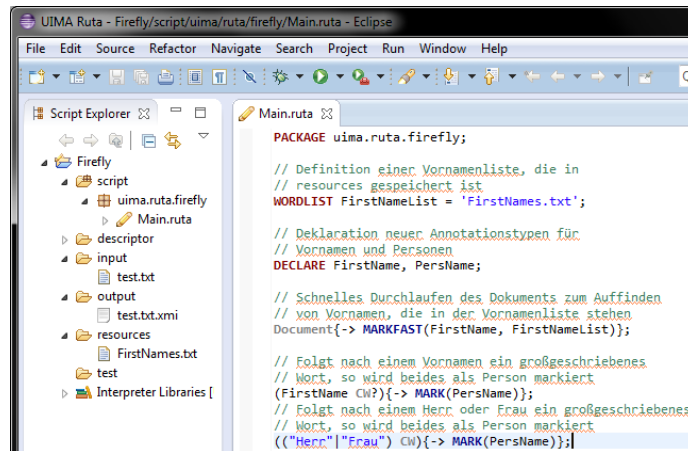 UIMA Ruta - Firefly/script/uima/ruta/firefly/Main.ruta - Eclipse
File Edit Source Refactor Navigate Search Project Run Window Help
Script Explorer
Firefly
script
uima.ruta.firefly
Main.ruta
descriptor
input
test.txt
output
test.txt.xmi
resources
FirstNames.txt
test
Interpreter Libraries [
Main.ruta
PACKAGE uima.ruta.firefly;
// Definition einer Vornamenliste, die in
// resources gespeichert ist
WORDLIST FirstNameList = 'FirstNames.txt';
// Deklaration neuer Annotationstypen für
// Vornamen und Personen
DECLARE FirstName, PersName;
// Schnelles Durchlaufen des Dokuments zum Auffinden
// von Vornamen, die in der Vornamenliste stehen
Document{-> MARKFAST(FirstName, FirstNameList)};
// Folgt nach einem Vornamen ein großgeschriebenes
// Wort, so wird beides als Person markiert
(FirstName CW?){-> MARK(PersName)};
// Folgt nach einem Herr oder Frau ein großgeschriebenes
// Wort, so wird beides als Person markiert
(("Herr"|"Frau") CW){-> MARK(PersName)};